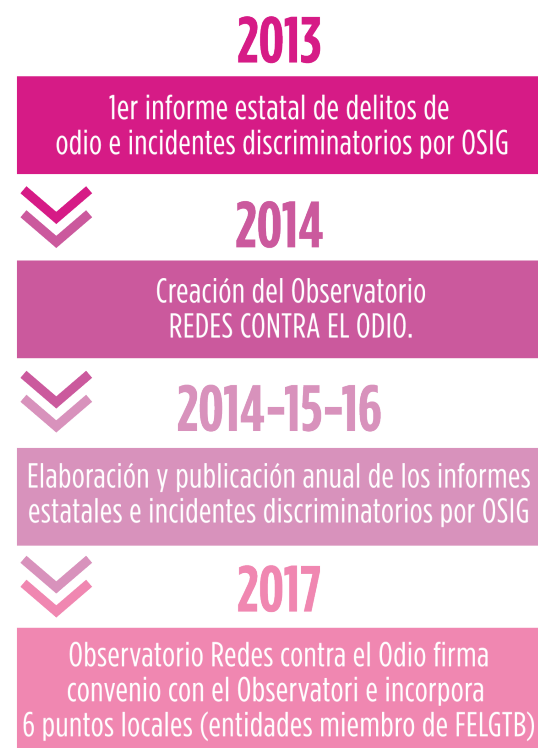 2013
1er informe estatal de delitos de
odio e incidentes discriminatorios por OSIG
2014
Creación del Observatorio
REDES CONTRA EL ODIO.
2014-15-16
Elaboración y publicación anual de los informes
estatales e incidentes discriminatorios por OSIG
2017
Observatorio Redes contra el Odio firma
convenio con el Observatori e incorpora
6 puntos locales (entidades miembro de FELGTB)